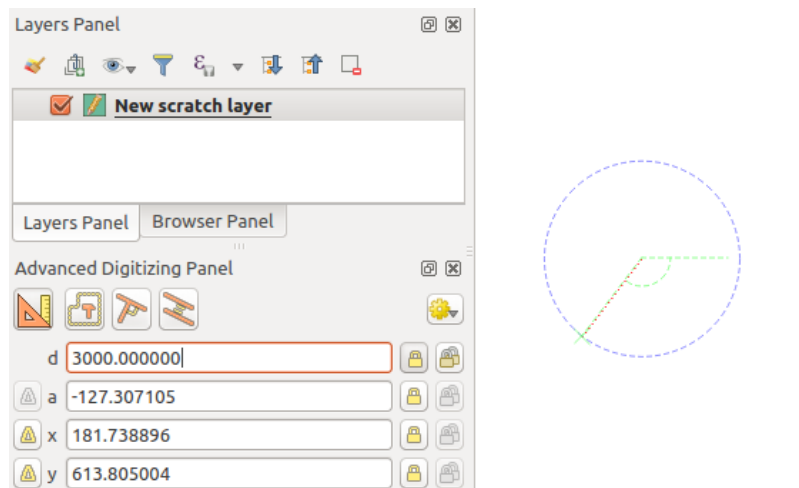 Layers Panel
New scratch layer
Layers Panel Browser Panel
Advanced Digitizing Panel
d 3000.000000
a -127.307105
x 181.738896
y 613.805004